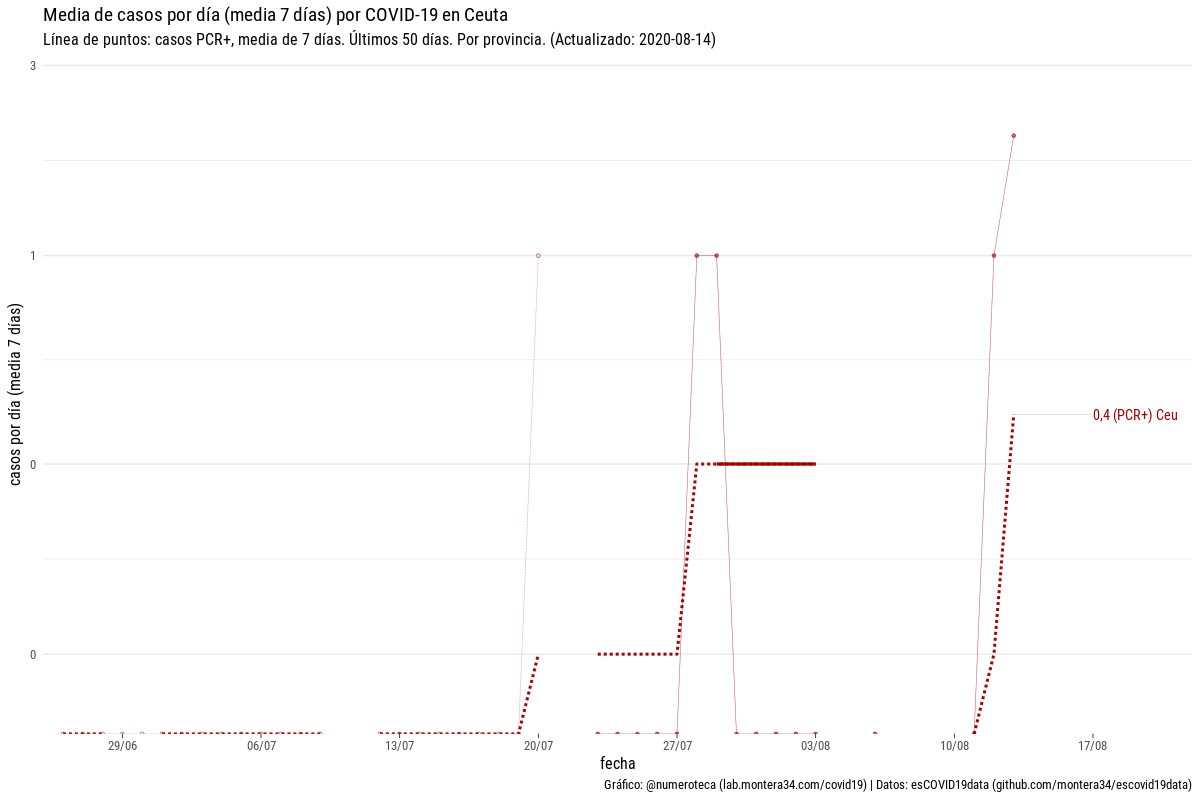 Media de casos por día (media 7 días) por COVID-19 en Ceuta
Línea de puntos: casos PCR+, media de 7 días. Últimos 50 días. Por provincia. (Actualizado: 2020-08-14)
casos por día (media 7 días)
3
1
0
0
0,4 (PCR+) Ceu
29/06
06/07
13/07
20/07
27/07
03/08
10/08
17/08
fecha
Gráfico: @numeroteca (lab.montera34.com/covid19) | Datos: esCOVID19data (github.com/montera34/escovid19data)